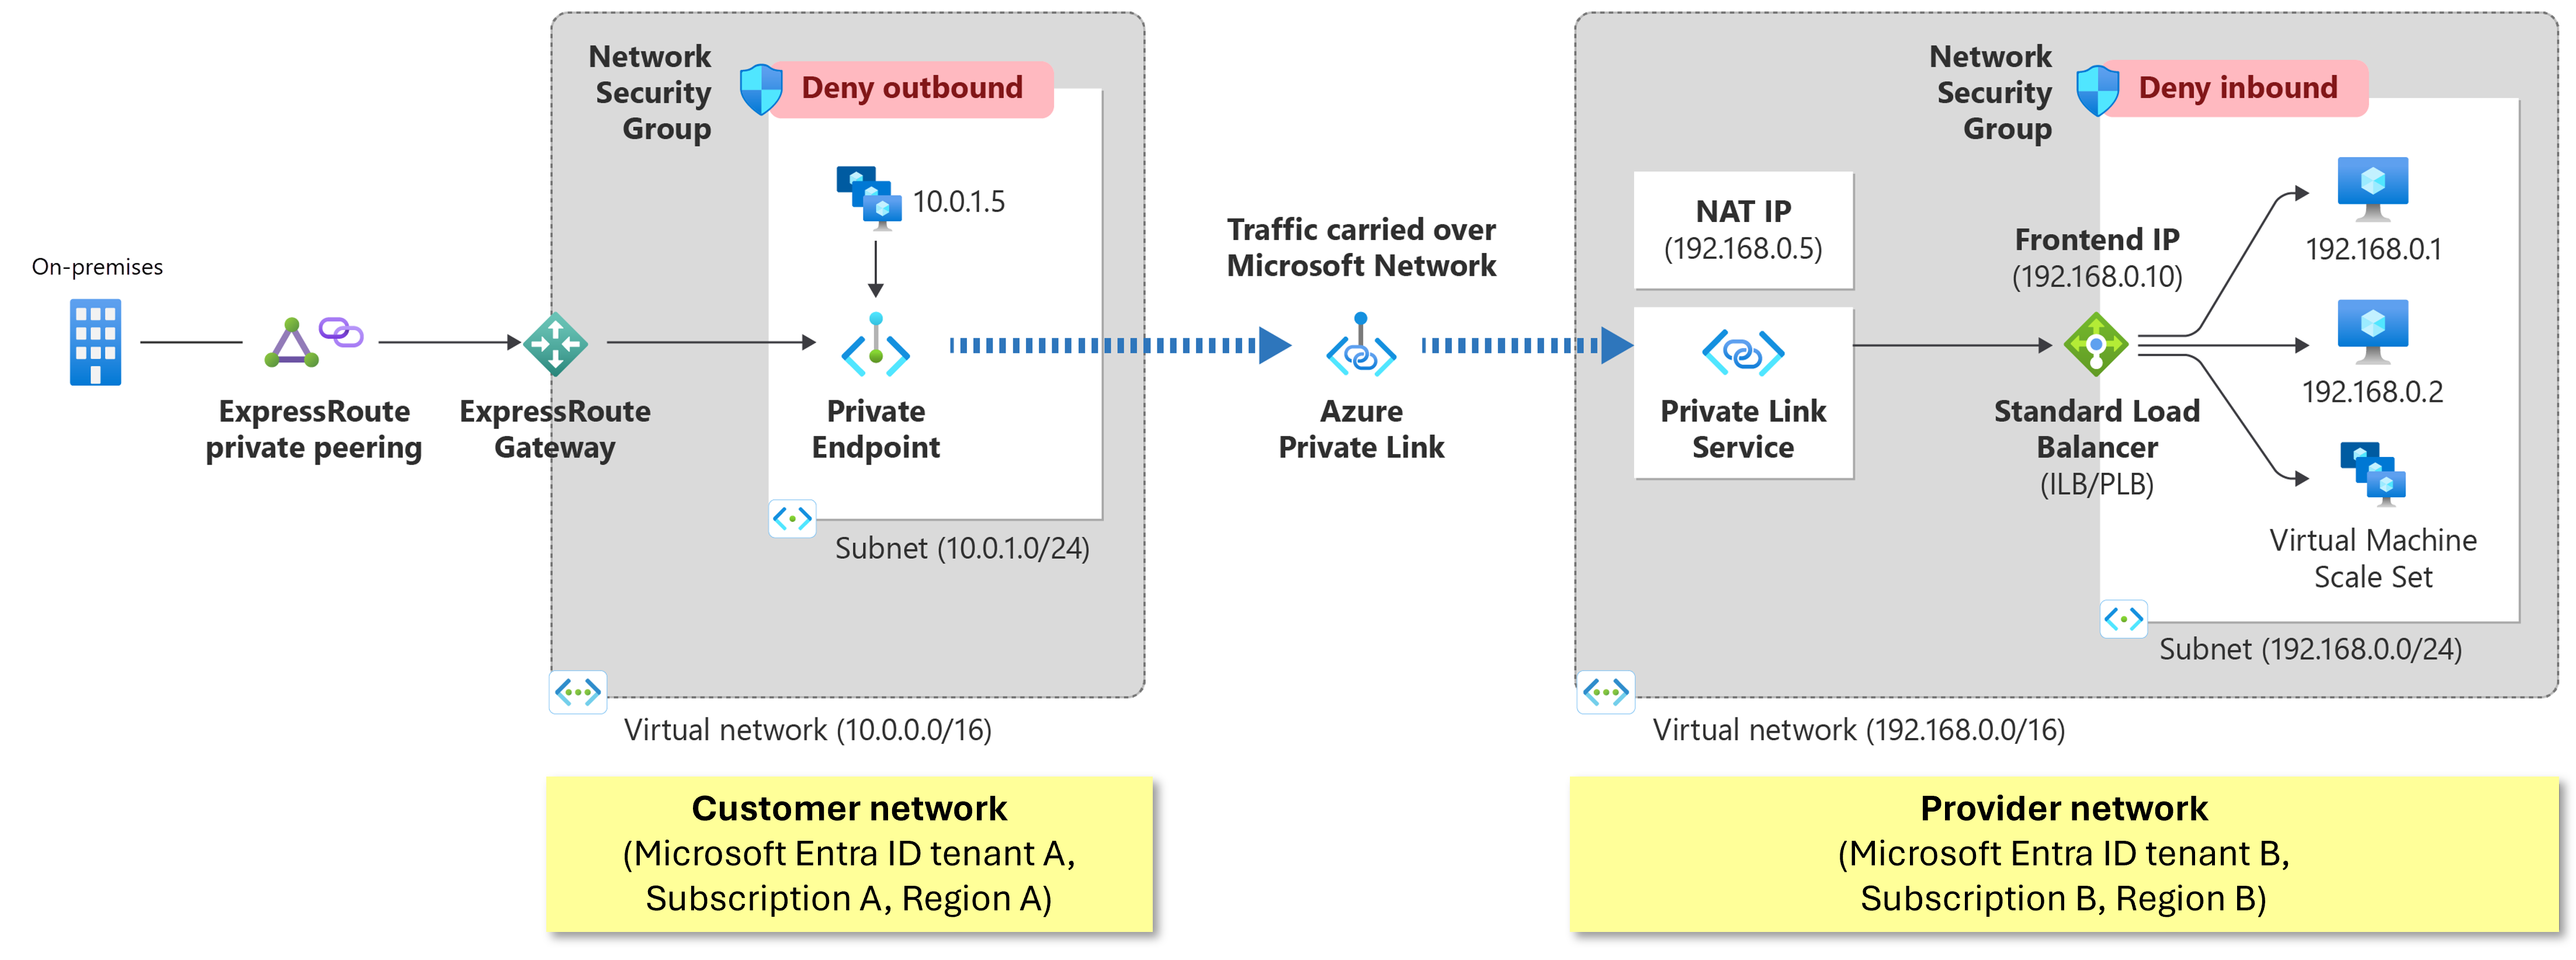 Network
Security
Group
Deny outbound
10.0.1.5
On-premises
ExpressRoute
private peering
ExpressRoute
Gateway
Private
Endpoint
Subnet (10.0.1.0/24)
Virtual network (10.0.0.0/16)
Customer network
(Microsoft Entra ID tenant A,
Subscription A, Region A)
Traffic carried over
Microsoft Network
Azure
Private Link
Network
Security
Group
Deny inbound
NAT IP
(192.168.0.5)
Private Link
Service
Frontend IP
(192.168.0.10)
Standard Load
Balancer
(ILB/PLB)
192.168.0.1
192.168.0.2
Virtual Machine
Scale Set
Subnet (192.168.0.0/24)
Virtual network (192.168.0.0/16)
Provider network
(Microsoft Entra ID tenant B,
Subscription B, Region B)